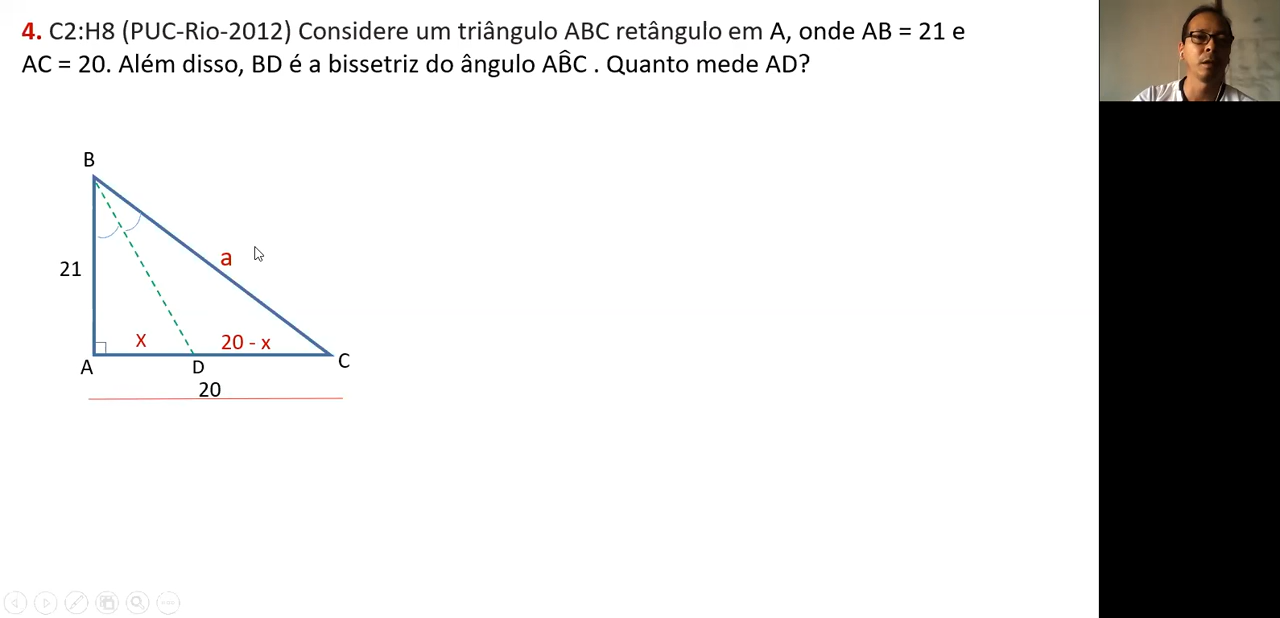 4. C2:H8 (PUC-Rio-2012) Considere um triângulo ABC retângulo em A, onde AB = 21 e
AC = 20. Além disso, BD é a bissetriz do ângulo AB̂C . Quanto mede AD?
B
a
21
x
20 - x
A
D
C
20